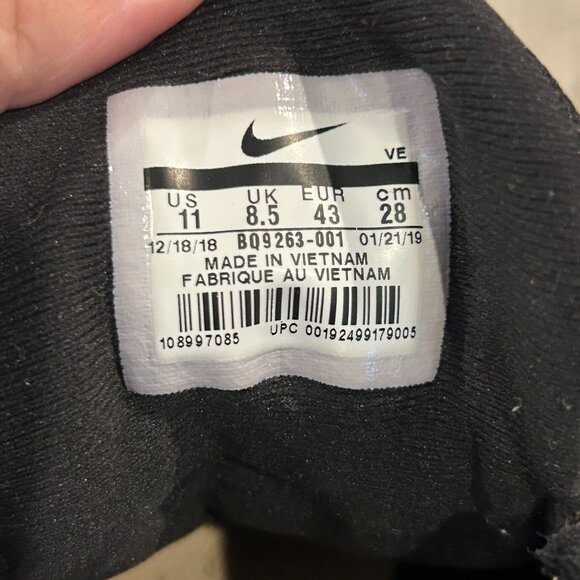 VE
US UK EUR cm
11 8.5 43 28
12/18/18 BQ9263-001 01/21/19
MADE IN VIETNAM
FABRIQUE AU VIETNAM
108997085 UPC 00192499179005